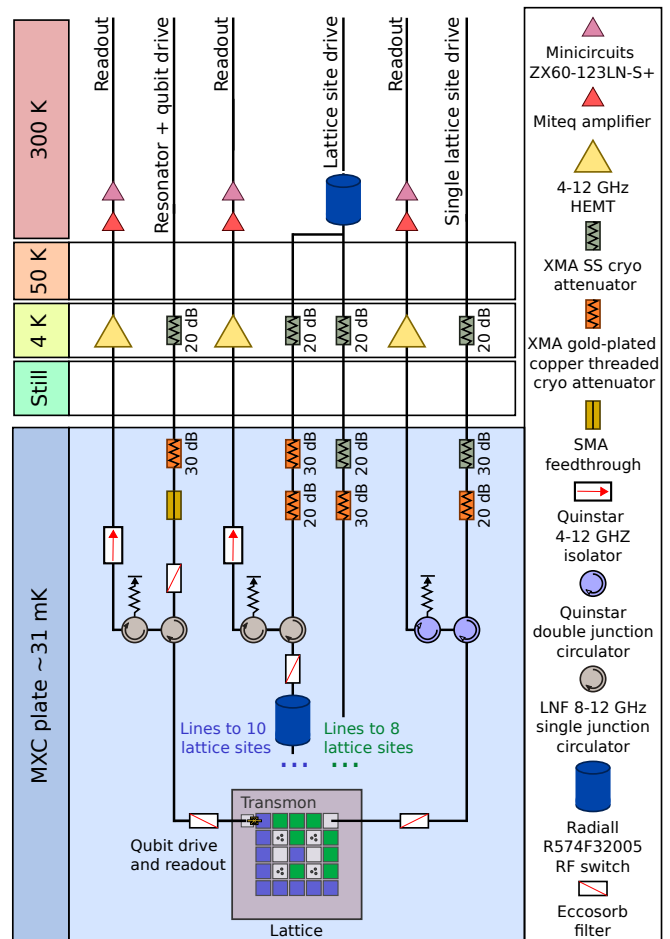 Readout
Resonator + qubit drive
Readout
Lattice site drive
Readout
Single lattice site drive
300 K
50 K
4 K
20 dB
20 dB
20 dB
20 dB
Still
MXC plate ~31 mK
30 dB
30 dB
20 dB
30 dB
20 dB
30 dB
20 dB
Lines to 10
lattice sites
Lines to 8
lattice sites
Transmon
Qubit drive
and readout
Lattice
Minicircuits
ZX60-123LN-S+
Miteq amplifier
4-12 GHz
HEMT
XMA SS cryo
attenuator
XMA gold-plated
copper threaded
cryo attenuator
SMA
feedthrough
Quinstar
4-12 GHZ
isolator
Quinstar
double junction
circulator
LNF 8-12 GHz
single junction
circulator
Radiall
R574F32005
RF switch
Eccosorb
filter